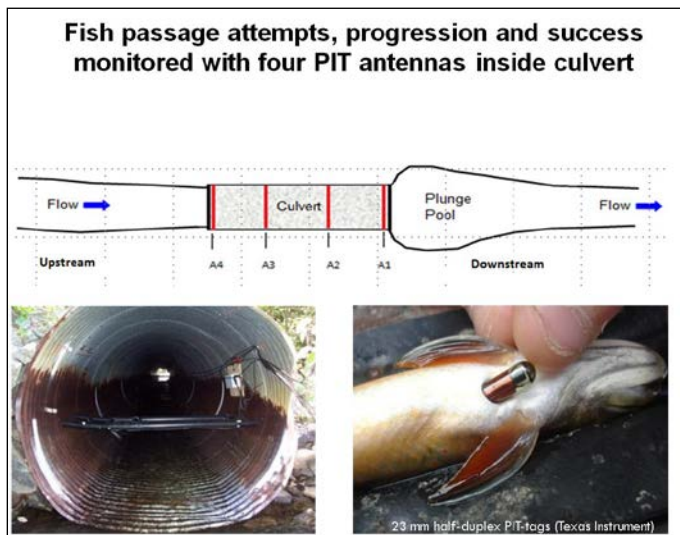 Fish passage attempts, progression and success
monitored with four PIT antennas inside culvert
Flow
Culvert
Plunge
Pool
Flow
Upstream
A4
A3
A2
A1
Downstream
23 mm half-duplex PIT-tags (Texas Instrument)